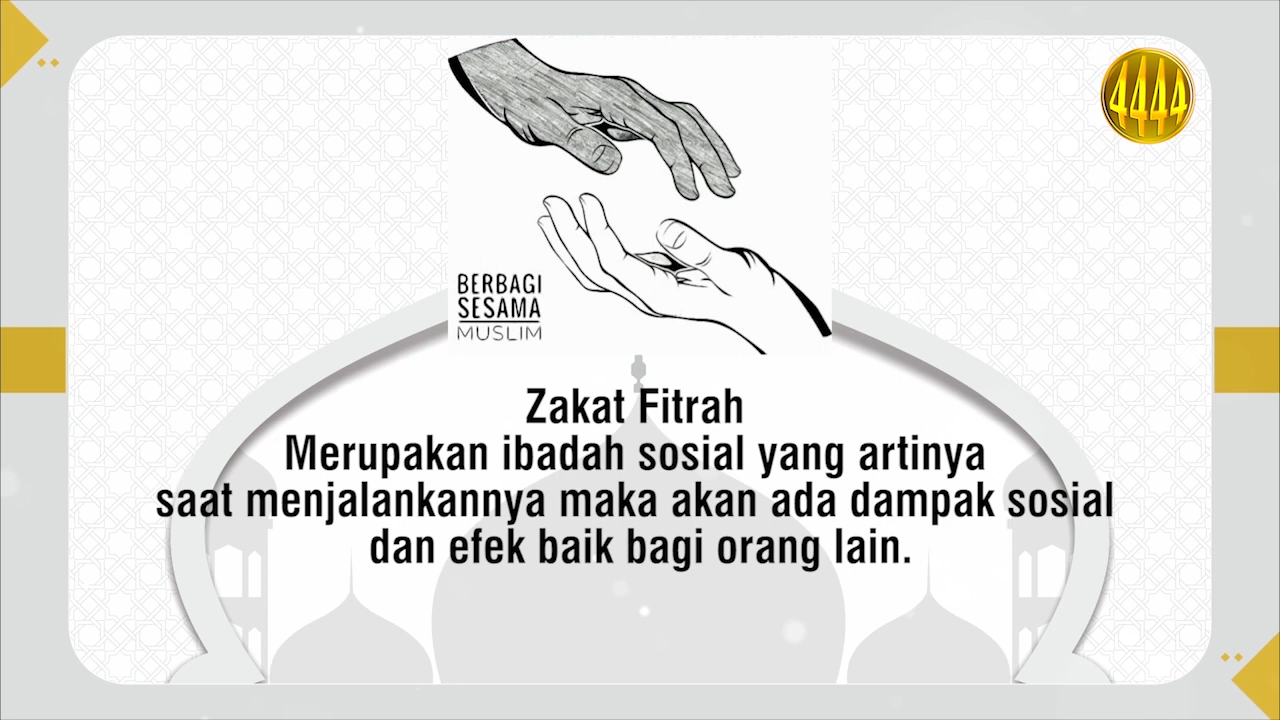 4444
BERBAGI
SESAMA
MUSLIM
Zakat Fitrah
Merupakan ibadah sosial yang artinya
saat menjalankannya maka akan ada dampak sosial
dan efek baik bagi orang lain.